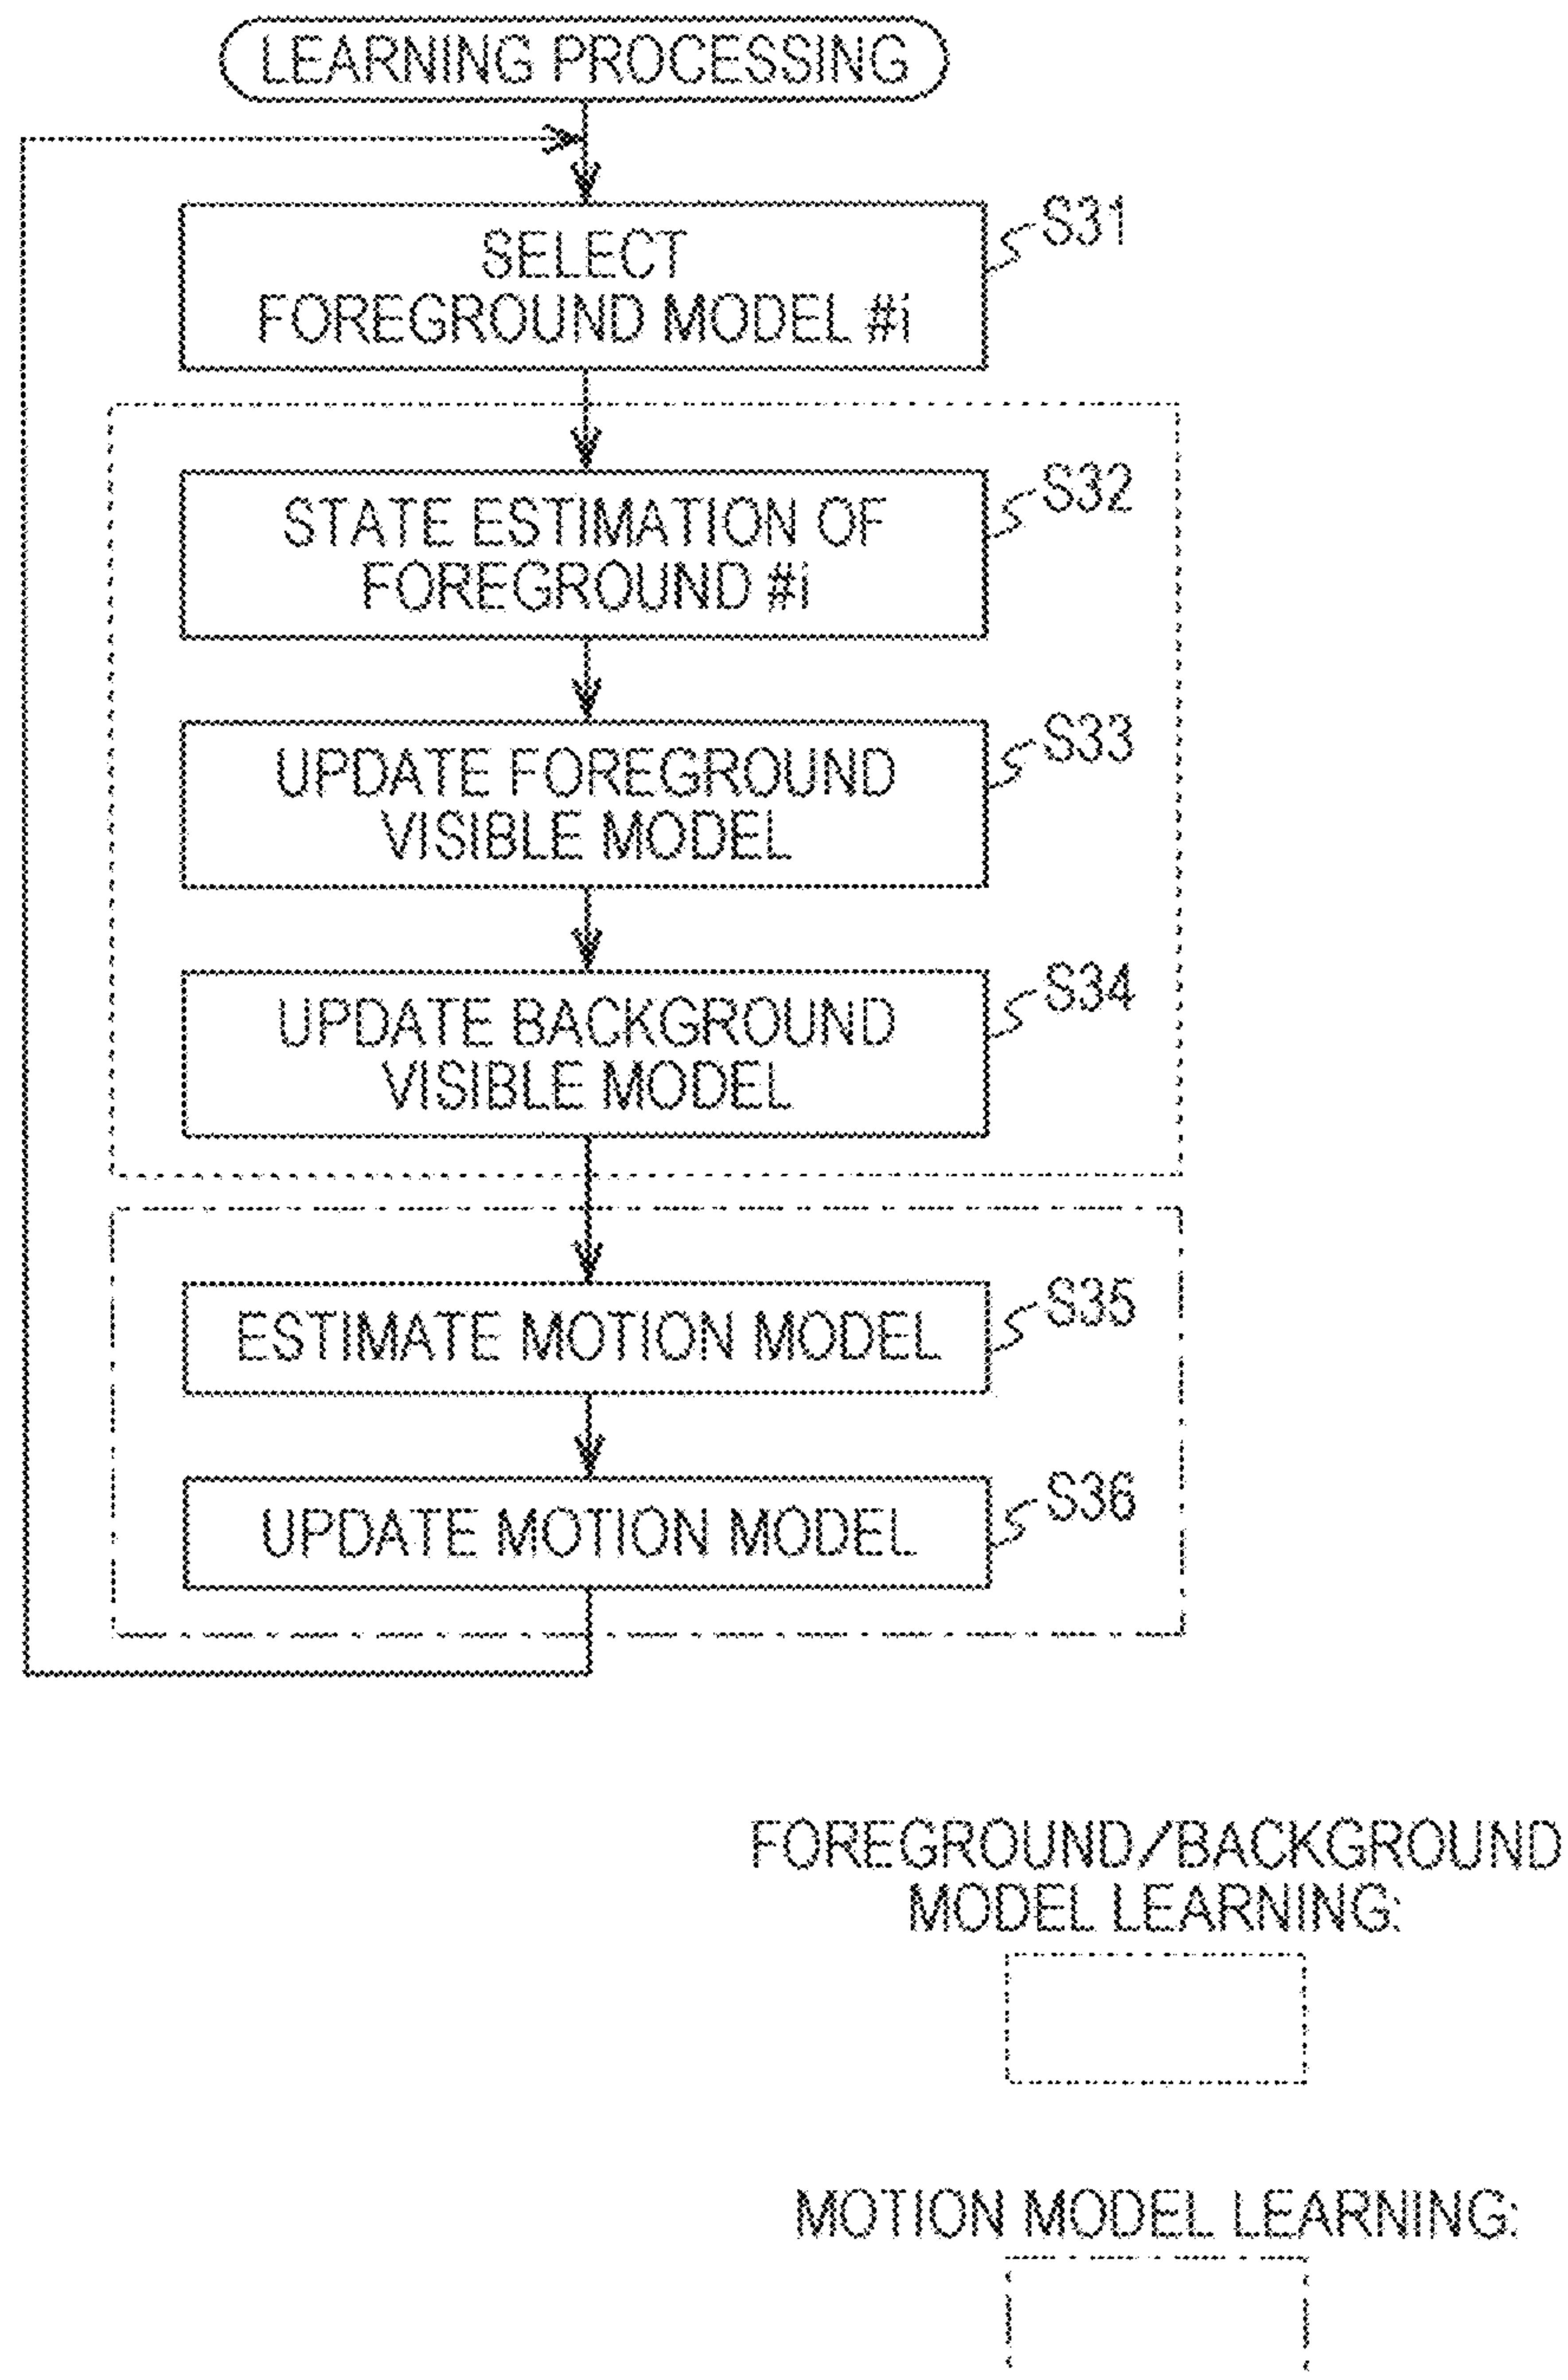 LEARNING PROCESSING
SELECT
FOREGROUND MODEL #i
S31
STATE ESTIMATION OF
FOREGROUND #i
S32
UPDATE FOREGROUND
VISIBLE MODEL
S33
UPDATE BACKGROUND
VISIBLE MODEL
S34
ESTIMATE MOTION MODEL
S35
UPDATE MOTION MODEL
S36
FOREGROUND/BACKGROUND
MODEL LEARNING:
MOTION MODEL LEARNING: